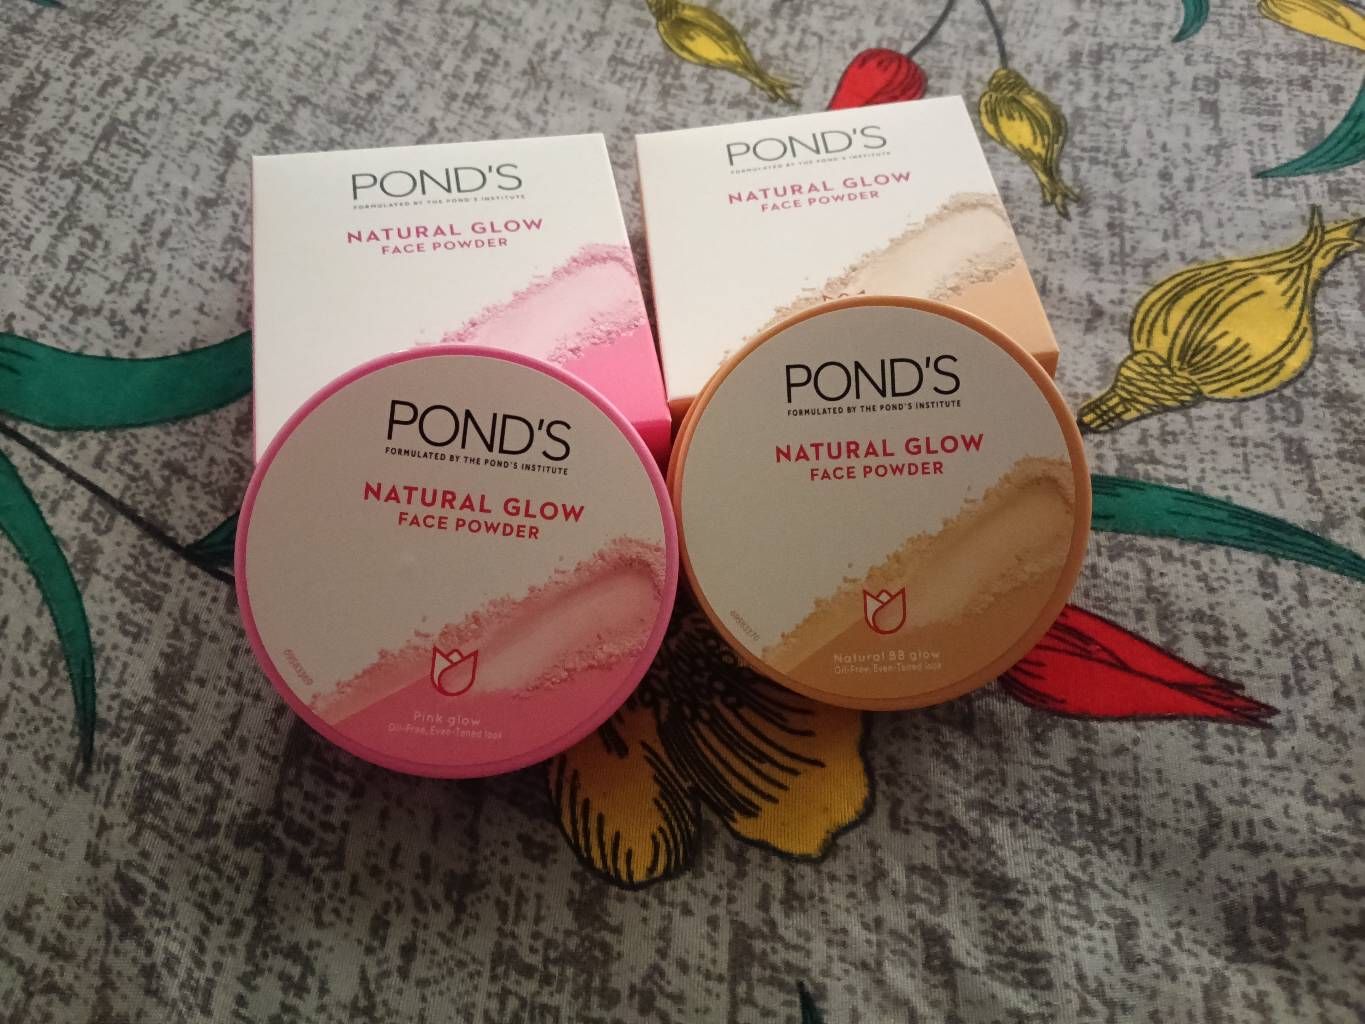 POND'S
FORMULATED BY THE POND'S INSTITUTE
NATURAL GLOW
FACE POWDER
POND'S
FORMULATED BY THE POND'S INSTITUTE
NATURAL GLOW
FACE POWDER
POND'S
FORMULATED BY THE POND'S INSTITUTE
NATURAL GLOW
FACE POWDER
Pink glow
Oil-Free, Even-Toned look
POND'S
FORMULATED BY THE POND'S INSTITUTE
NATURAL GLOW
FACE POWDER
Natural BB glow
Oil-Free, Even-Toned look